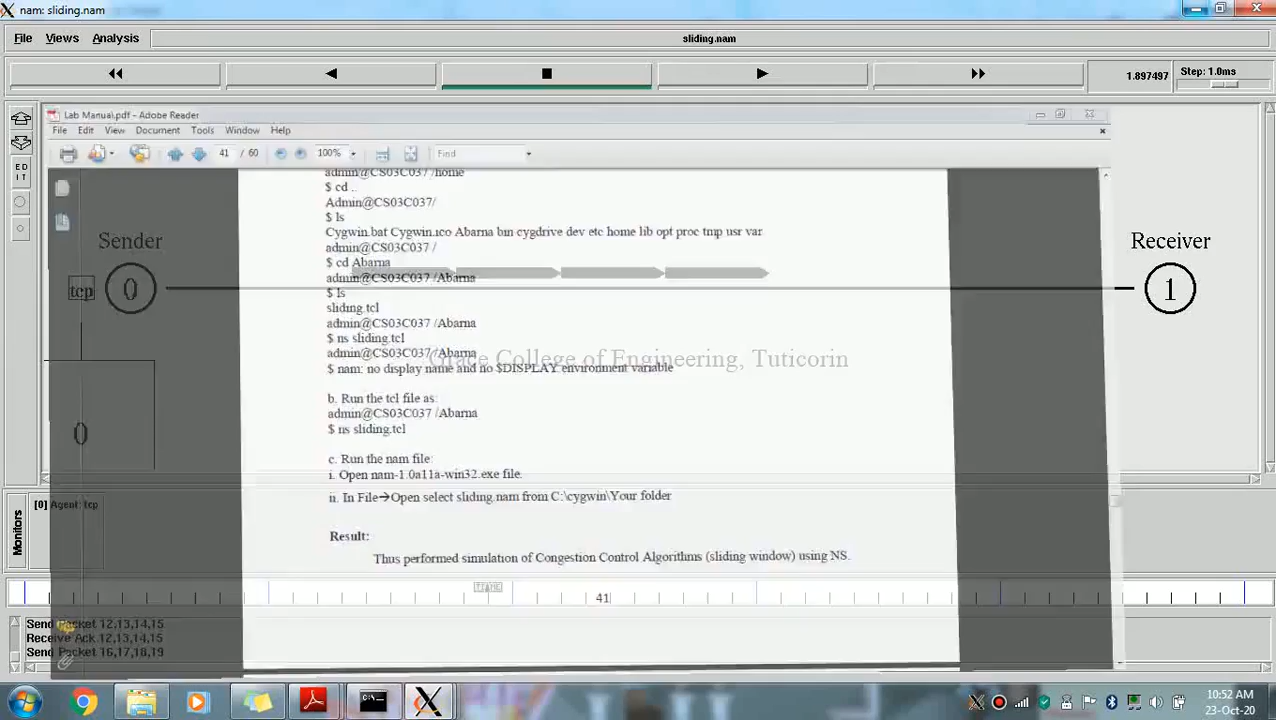 nam: sliding.nam
File Views Analysis
sliding.nam
1.897497
Step: 1.0ms
Lab Manual.pdf - Adobe Reader
File Edit View Document Tools Window Help
41 / 60 100% Find
EDIT
admin@CS03C037 /home
$ cd ..
Admin@CS03C037/
$ ls
Cygwin.bat Cygwin.ico Abarna bin cygdrive dev etc home lib opt proc tmp usr var
admin@CS03C037 /
$ cd Abarna
admin@CS03C037 /Abarna
$ ls
sliding.tcl
admin@CS03C037 /Abarna
$ ns sliding.tcl
admin@CS03C037 /Abarna
$ nam: no display name and no $DISPLAY environment variable
b. Run the tcl file as:
admin@CS03C037 /Abarna
$ ns sliding.tcl
c. Run the nam file:
i. Open nam-1.0a11a-win32.exe file.
ii. In File→Open select sliding.nam from C:\cygwin\Your folder
Result:
Thus performed simulation of Congestion Control Algorithms (sliding window) using NS.
41
Sender
tcp
0
0
Receiver
1
Grace College of Engineering, Tuticorin
Monitors
[0] Agent: tcp
TIME
Send Packet 12,13,14,15
Receive Ack 12,13,14,15
Send Packet 16,17,18,19
10:52 AM
23-Oct-20